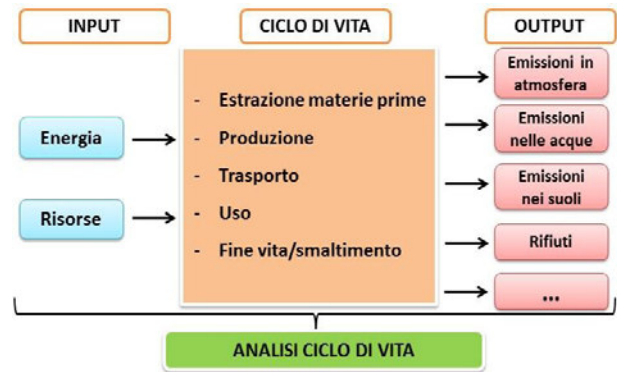 INPUT
CICLO DI VITA
OUTPUT
Energia
Risorse
- Estrazione materie prime
- Produzione
- Trasporto
- Uso
- Fine vita/smaltimento
Emissioni in
atmosfera
Emissioni
nelle acque
Emissioni
nei suoli
Rifiuti
...
ANALISI CICLO DI VITA